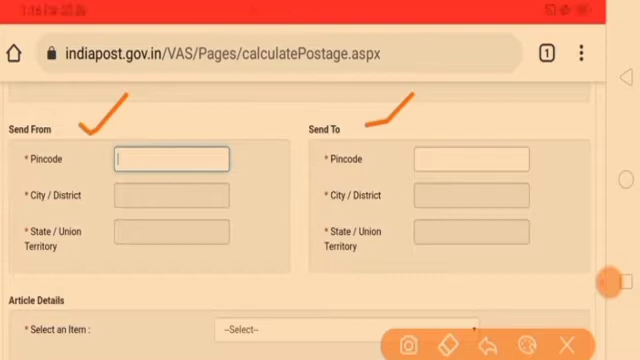 indiapost.gov.in/VAS/Pages/calculatePostage.aspx
1
Send From
Send To
* Pincode
* Pincode
* City / District
* City / District
* State / Union
Territory
* State / Union
Territory
Article Details
* Select an Item :
--Select--